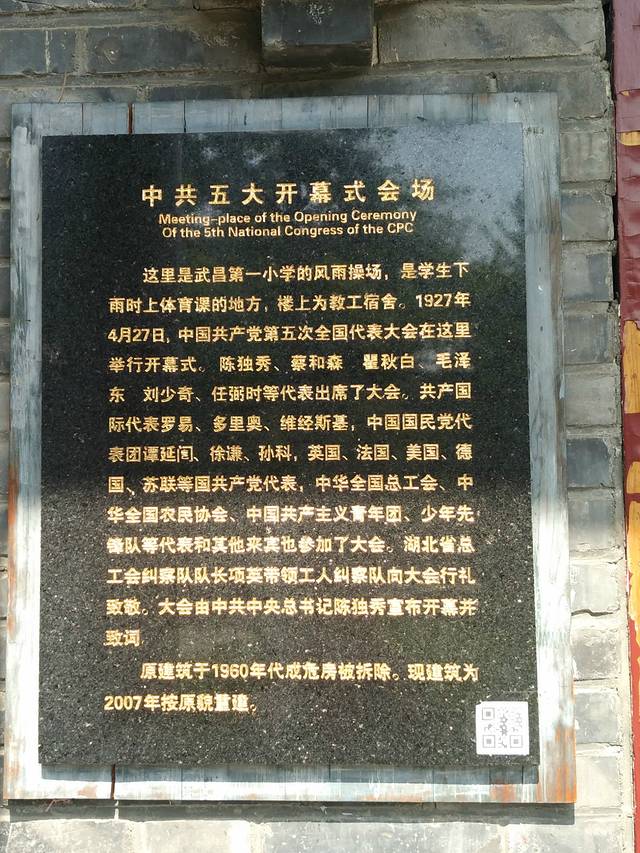 中共五大开幕式会场
Meeting-place of the Opening Ceremony
Of the 5th National Congress of the CPC
这里是武昌第一小学的风雨操场，是学生下
雨时上体育课的地方，楼上为教工宿舍。1927年
4月27日，中国共产党第五次全国代表大会在这里
举行开幕式。陈独秀、蔡和森 瞿秋白、毛泽
东 刘少奇、任弼时等代表出席了大会。共产国
际代表罗易、多里奥、维经斯基，中国国民党代
表团谭延闿、徐谦、孙科，英国、法国、美国、德
国、苏联等国共产党代表，中华全国总工会、中
华全国农民协会、中国共产主义青年团、少年先
锋队等代表和其他来宾也参加了大会。湖北省总
工会纠察队队长项英带领工人纠察队向大会行礼
致敬。大会由中共中央总书记陈独秀宣布开幕并
致词
原建筑于1960年代成危房被拆除。现建筑为
2007年按原貌重建。